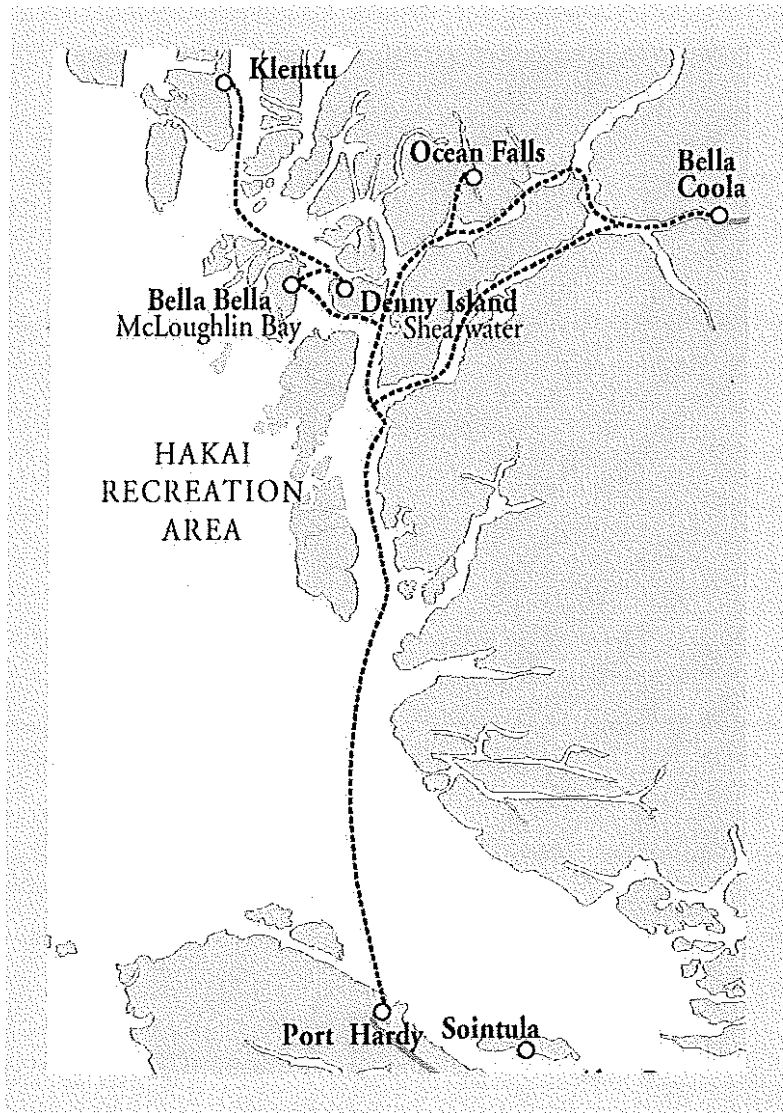 Klemtu
Ocean Falls
Bella
Coola
Bella Bella
McLoughlin Bay
Denny Island
Shearwater
HAKAI
RECREATION
AREA
Port Hardy
Sointula